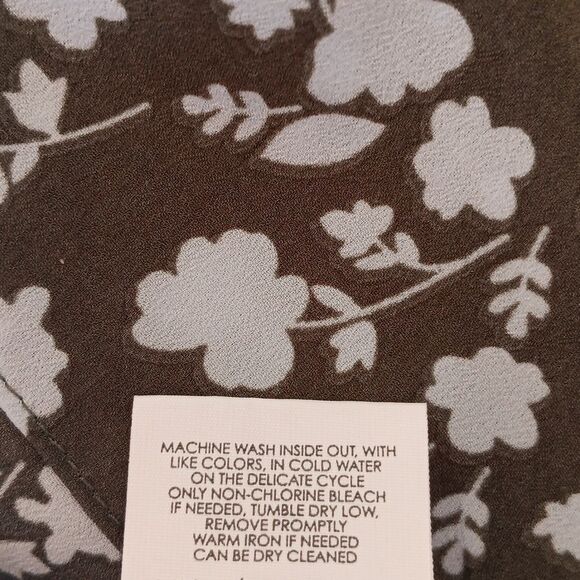 MACHINE WASH INSIDE OUT, WITH
LIKE COLORS, IN COLD WATER
ON THE DELICATE CYCLE
ONLY NON-CHLORINE BLEACH
IF NEEDED, TUMBLE DRY LOW,
REMOVE PROMPTLY
WARM IRON IF NEEDED
CAN BE DRY CLEANED